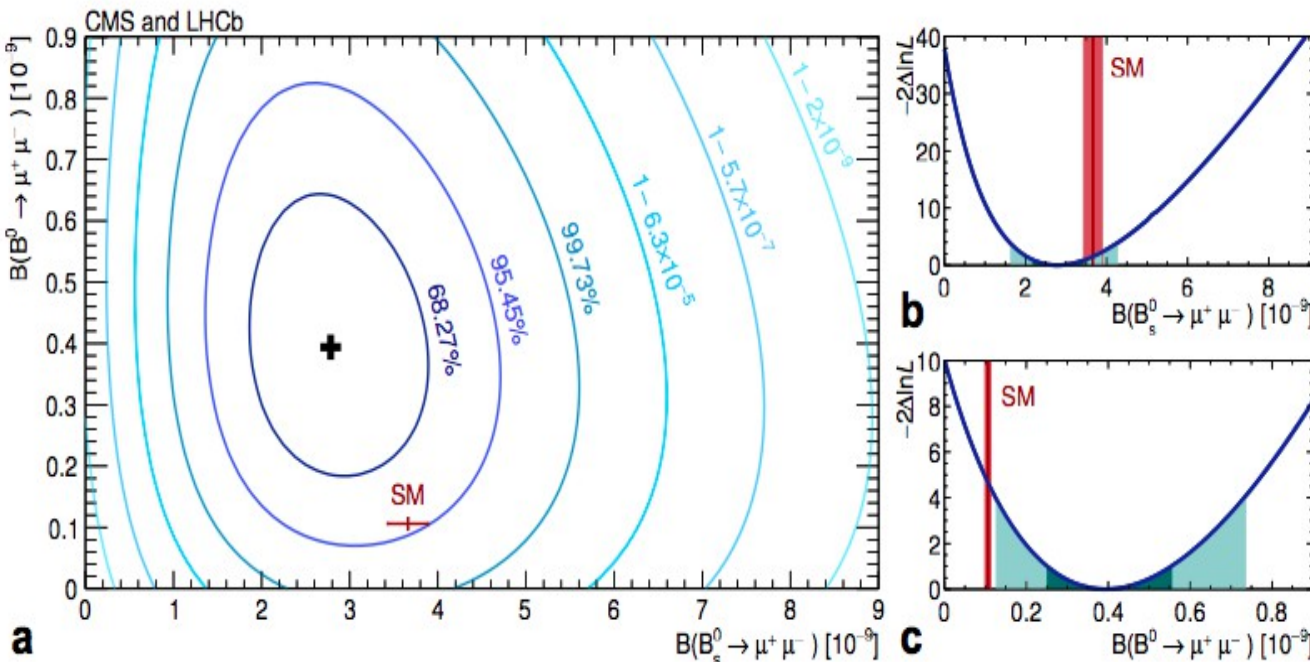 CMS and LHCb
B(B⁰ → μ⁺ μ⁻) [10⁻⁹]
0.9
0.8
0.7
0.6
0.5
0.4
0.3
0.2
0.1
0
68.27%
95.45%
99.73%
1 – 6.3×10⁻⁵
1 – 5.7×10⁻⁷
1 – 2×10⁻⁹
SM
0 1 2 3 4 5 6 7 8 9
a
B(B⁰ₛ → μ⁺ μ⁻) [10⁻⁹]
-2ΔlnL
40
30
20
10
0
SM
0 2 4 6 8
b
B(B⁰ₛ → μ⁺ μ⁻) [10⁻⁹]
-2ΔlnL
10
8
6
4
2
0
SM
0 0.2 0.4 0.6 0.8
c
B(B⁰ → μ⁺ μ⁻) [10⁻⁹]